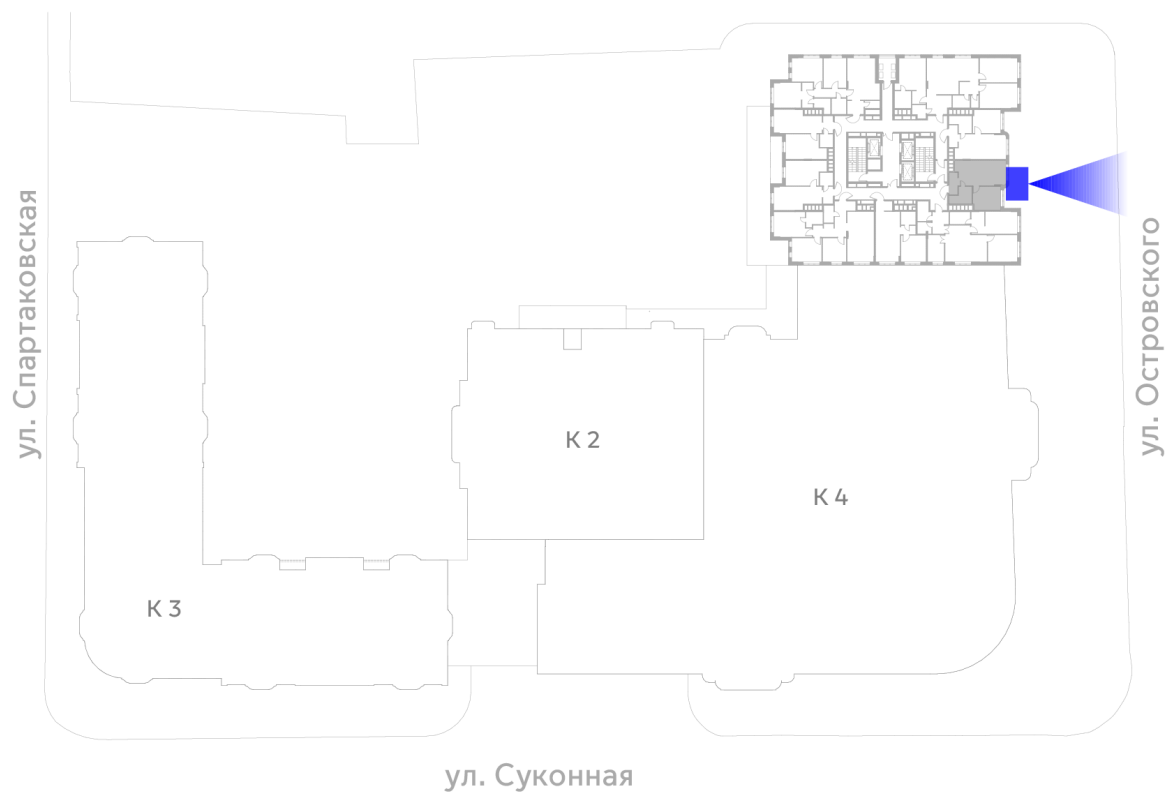 ул. Спартаковская
ул. Островского
К 2
К 4
К 3
ул. Суконная